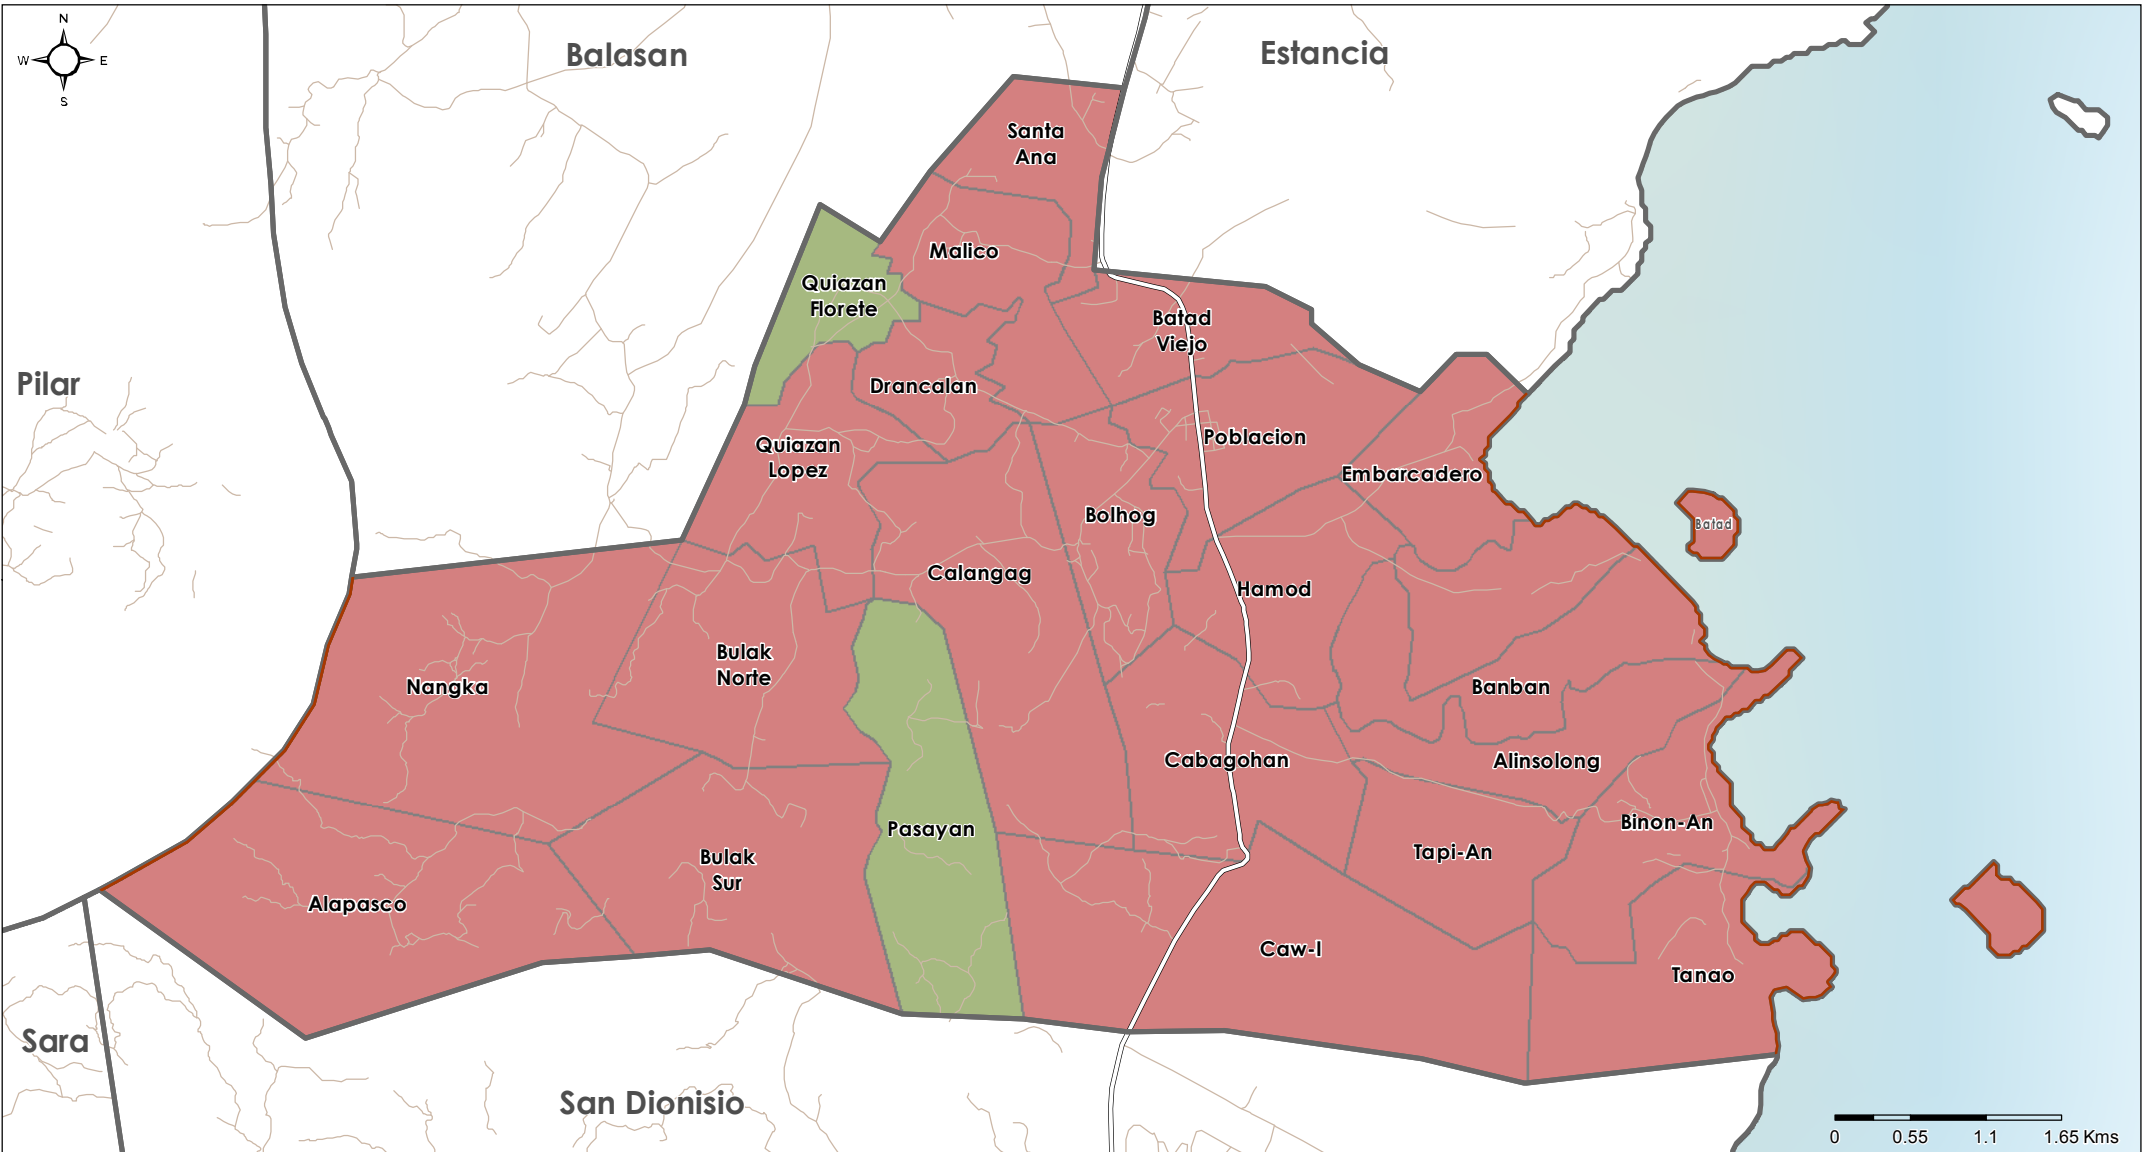 N
W
E
S
Balasan
Estancia
Santa
Ana
Malico
Quiazan
Florete
Batad
Viejo
Pilar
Drancalan
Poblacion
Quiazan
Lopez
Embarcadero
Bolhog
Batad
Calangag
Hamod
Bulak
Norte
Nangka
Banban
Cabagohan
Alinsolong
Pasayan
Binon-An
Tapi-An
Bulak
Sur
Alapasco
Caw-I
Tanao
Sara
San Dionisio
0 0.55 1.1 1.65 Kms